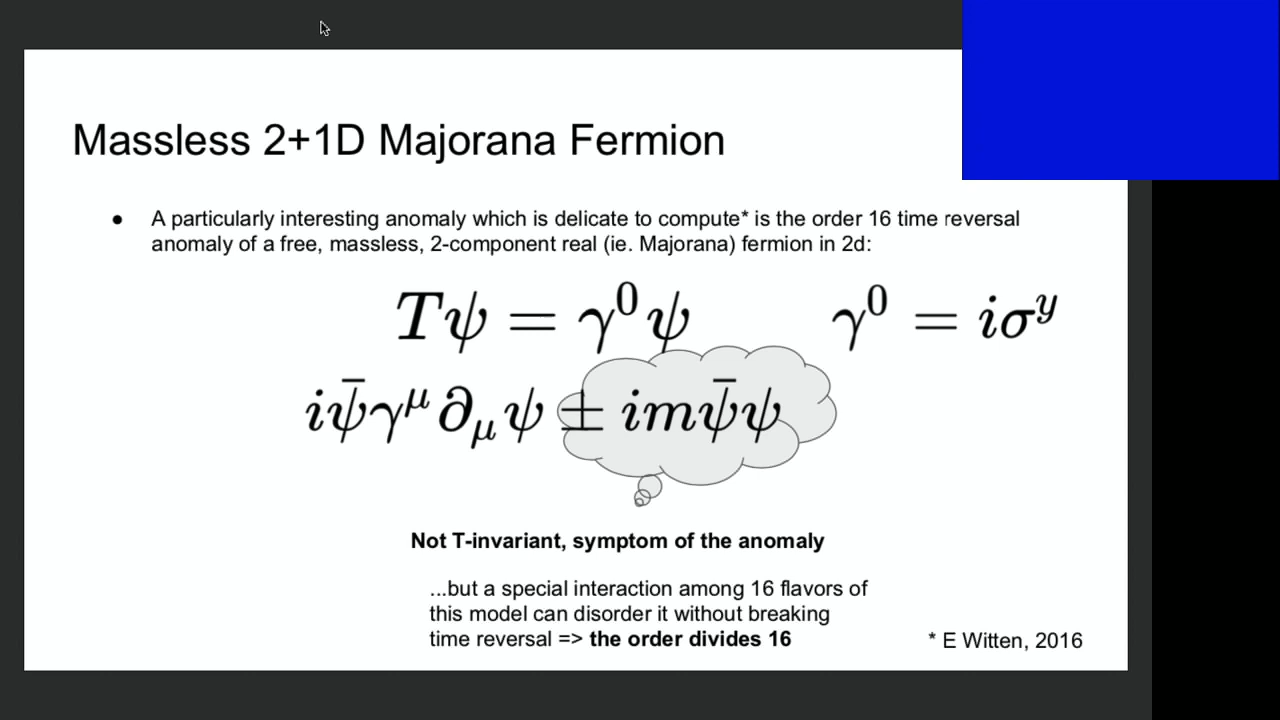 Massless 2+1D Majorana Fermion
● A particularly interesting anomaly which is delicate to compute* is the order 16 time reversal
anomaly of a free, massless, 2-component real (ie. Majorana) fermion in 2d:
Tψ = γ⁰ψ γ⁰ = iσʸ
iψ̄γᵘ∂ᵤψ ± imψ̄ψ
Not T-invariant, symptom of the anomaly
...but a special interaction among 16 flavors of
this model can disorder it without breaking
time reversal => the order divides 16
* E Witten, 2016